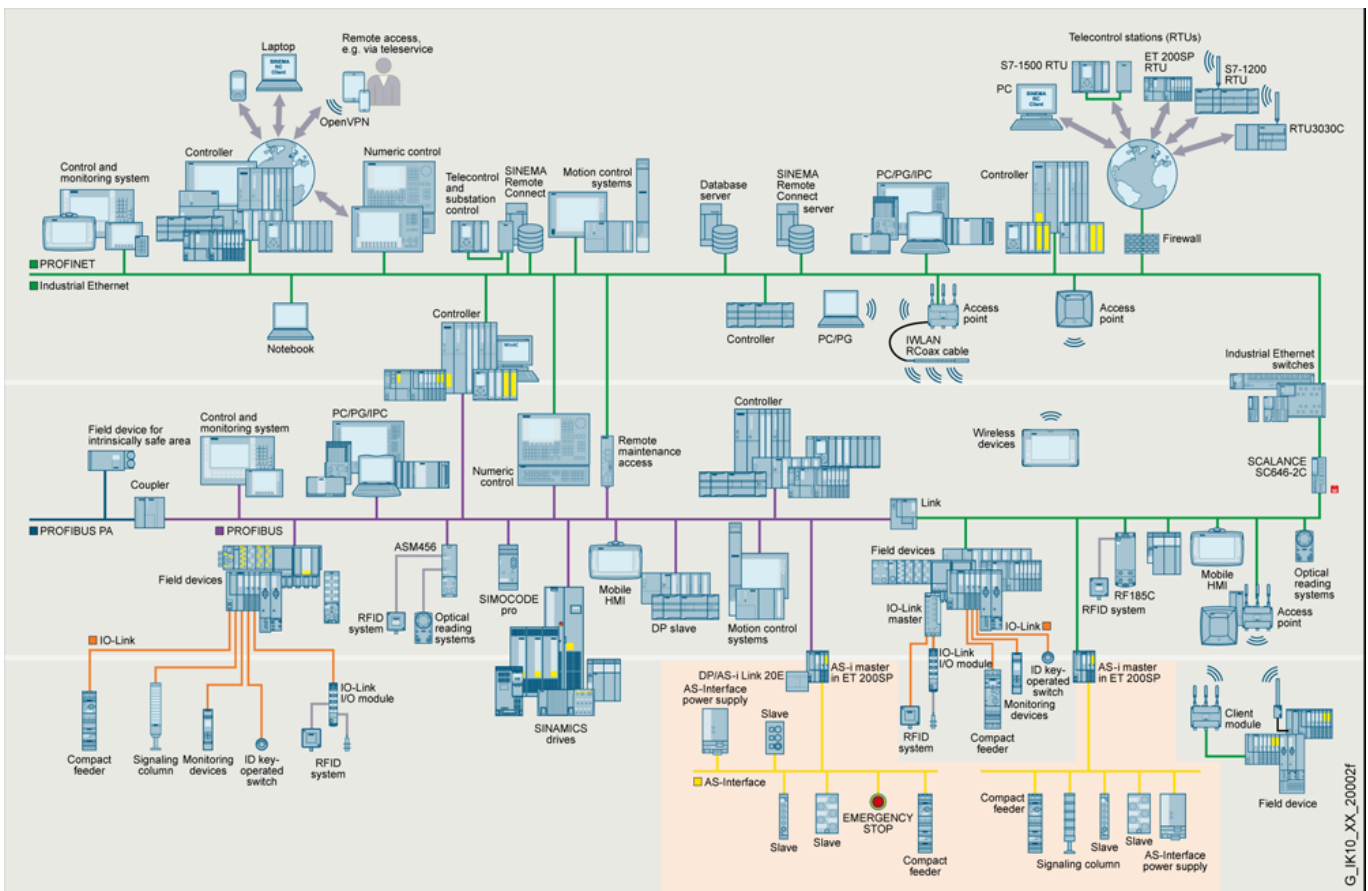 Laptop
SINEMA
RC
Client
Remote access,
e.g. via teleservice
OpenVPN
Telecontrol stations (RTUs)
S7-1500 RTU
ET 200SP
RTU
S7-1200
RTU
PC
SINEMA
RC
Client
RTU3030C
Control and
monitoring system
Controller
Numeric control
Telecontrol
and
substation
control
SINEMA
Remote
Connect
Motion control
systems
Database
server
SINEMA
Remote
Connect
server
PC/PG/IPC
Controller
Firewall
PROFINET
Industrial Ethernet
Notebook
Controller
WinAC
Controller
PC/PG
Access
point
IWLAN
RCoax cable
Access
point
Industrial Ethernet
switches
Field device for
intrinsically safe area
Coupler
Control and
monitoring system
PC/PG/IPC
Numeric
control
Remote
maintenance
access
Controller
Wireless
devices
SCALANCE
SC646-2C
Link
PROFIBUS PA
PROFIBUS
Field devices
ASM456
RFID
system
Optical
reading
systems
SIMOCODE
pro
Mobile
HMI
DP slave
Motion control
systems
Field devices
IO-Link
master
IO-Link
RFID system
RF185C
Mobile
HMI
Optical
reading
systems
Access
point
IO-Link
IO-Link
I/O module
Compact
feeder
Signaling
column
Monitoring
devices
ID key-
operated
switch
RFID
system
SINAMICS
drives
DP/AS-i Link 20E
AS-i master
in ET 200SP
AS-Interface
power supply
Slave
IO-Link
I/O module
ID key-
operated
switch
Monitoring
devices
RFID
system
Compact
feeder
AS-i master
in ET 200SP
Client
module
Field device
AS-Interface
Slave
Slave
EMERGENCY
STOP
Compact
feeder
Compact
feeder
Signaling column
Slave
Slave
AS-Interface
power supply
G_IK10_XX_20002f